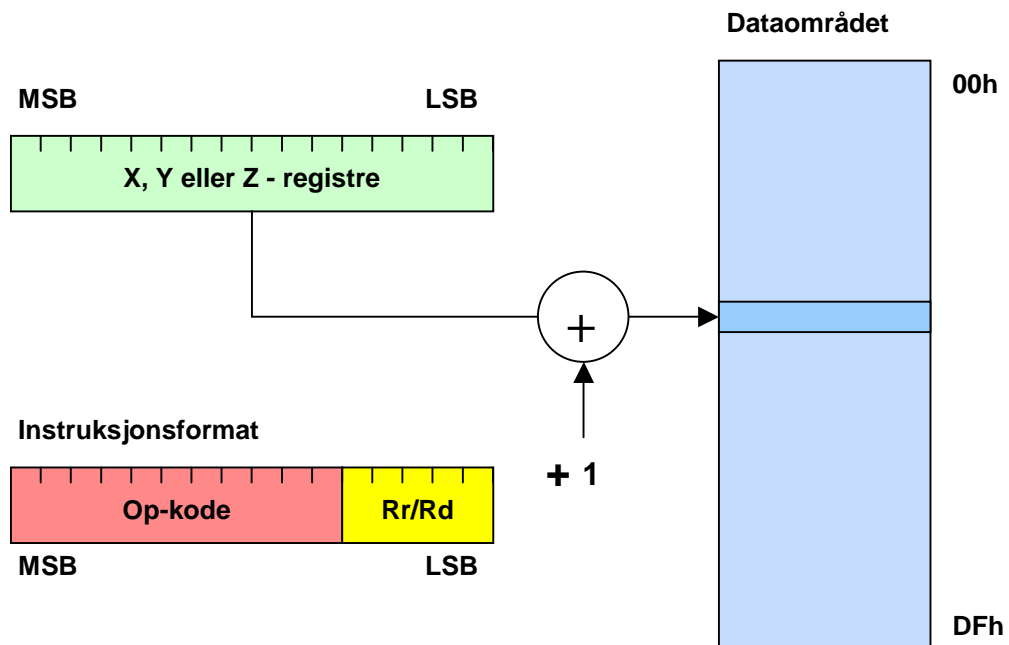 Dataområdet
00h
MSB LSB
X, Y eller Z - registre
+
Instruksjonsformat
+ 1
Op-kode Rr/Rd
MSB LSB
DFh